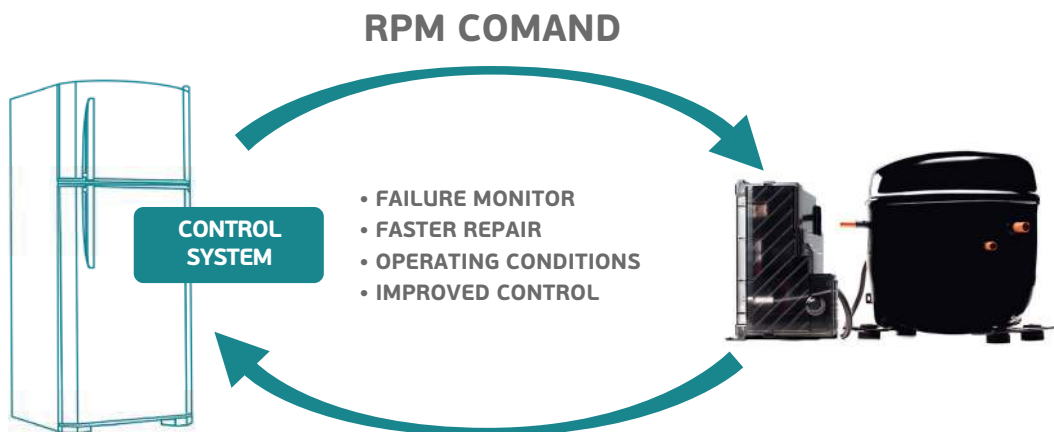 RPM COMAND
CONTROL
SYSTEM
• FAILURE MONITOR
• FASTER REPAIR
• OPERATING CONDITIONS
• IMPROVED CONTROL